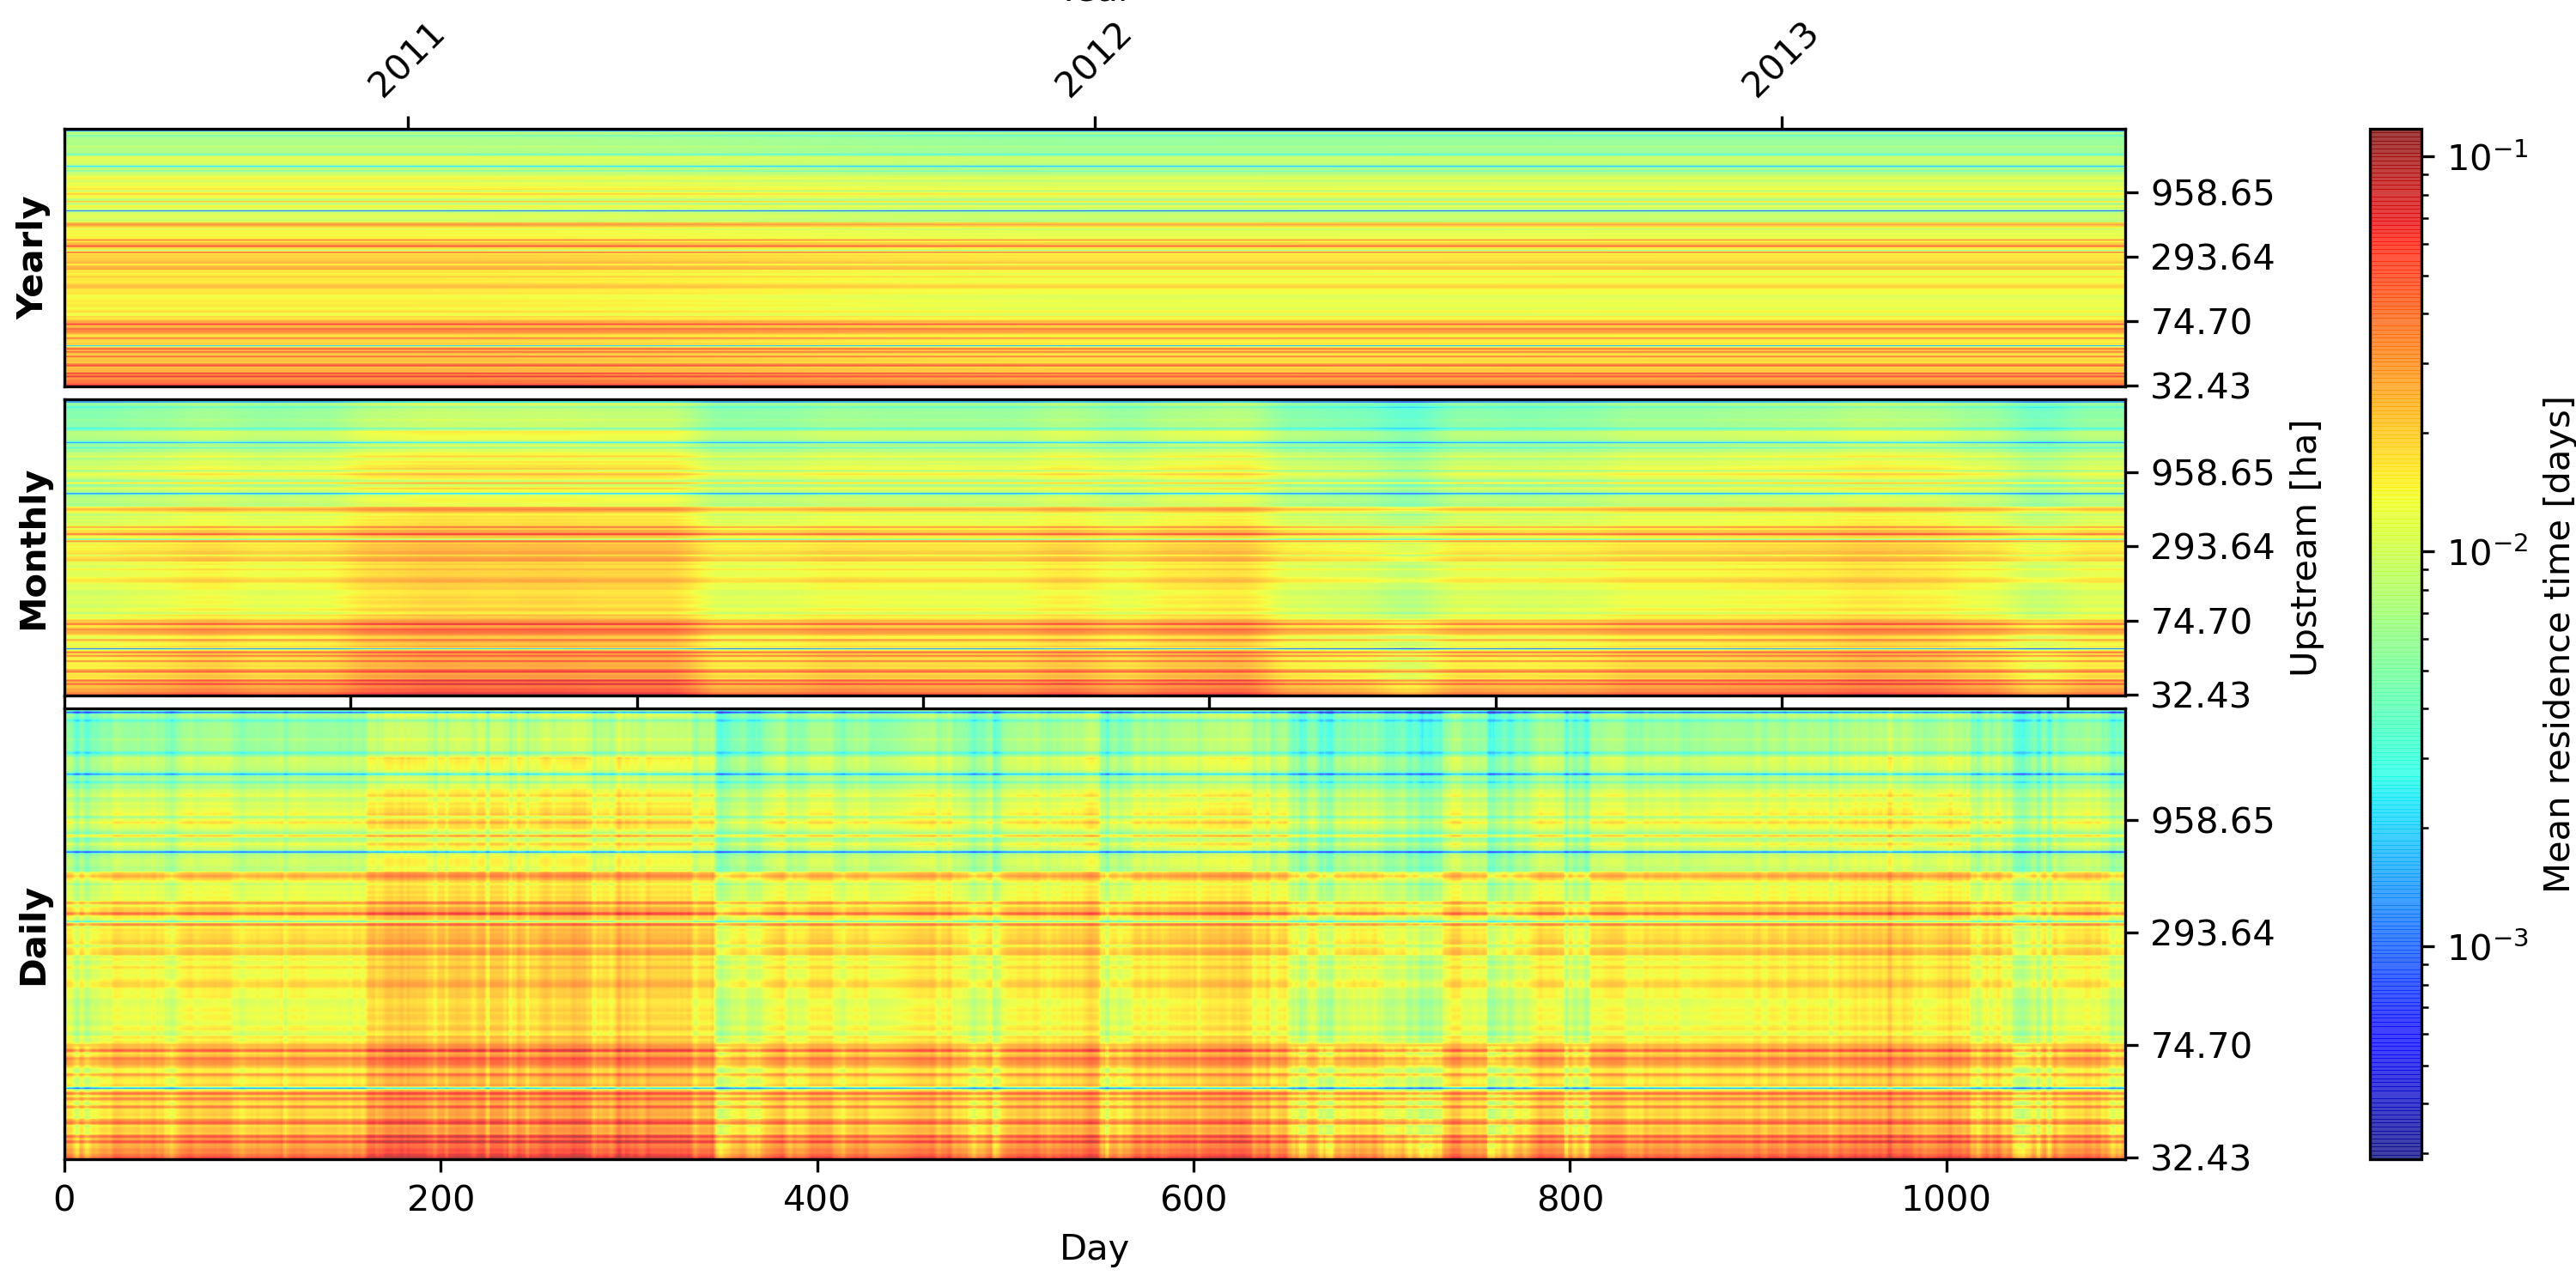 2011 2012 2013
Yearly
958.65
293.64
74.70
32.43
Monthly
958.65
293.64
74.70
32.43
Upstream [ha]
Daily
958.65
293.64
74.70
32.43
0 200 400 600 800 1000
Day
10⁻¹
10⁻²
10⁻³
Mean residence time [days]